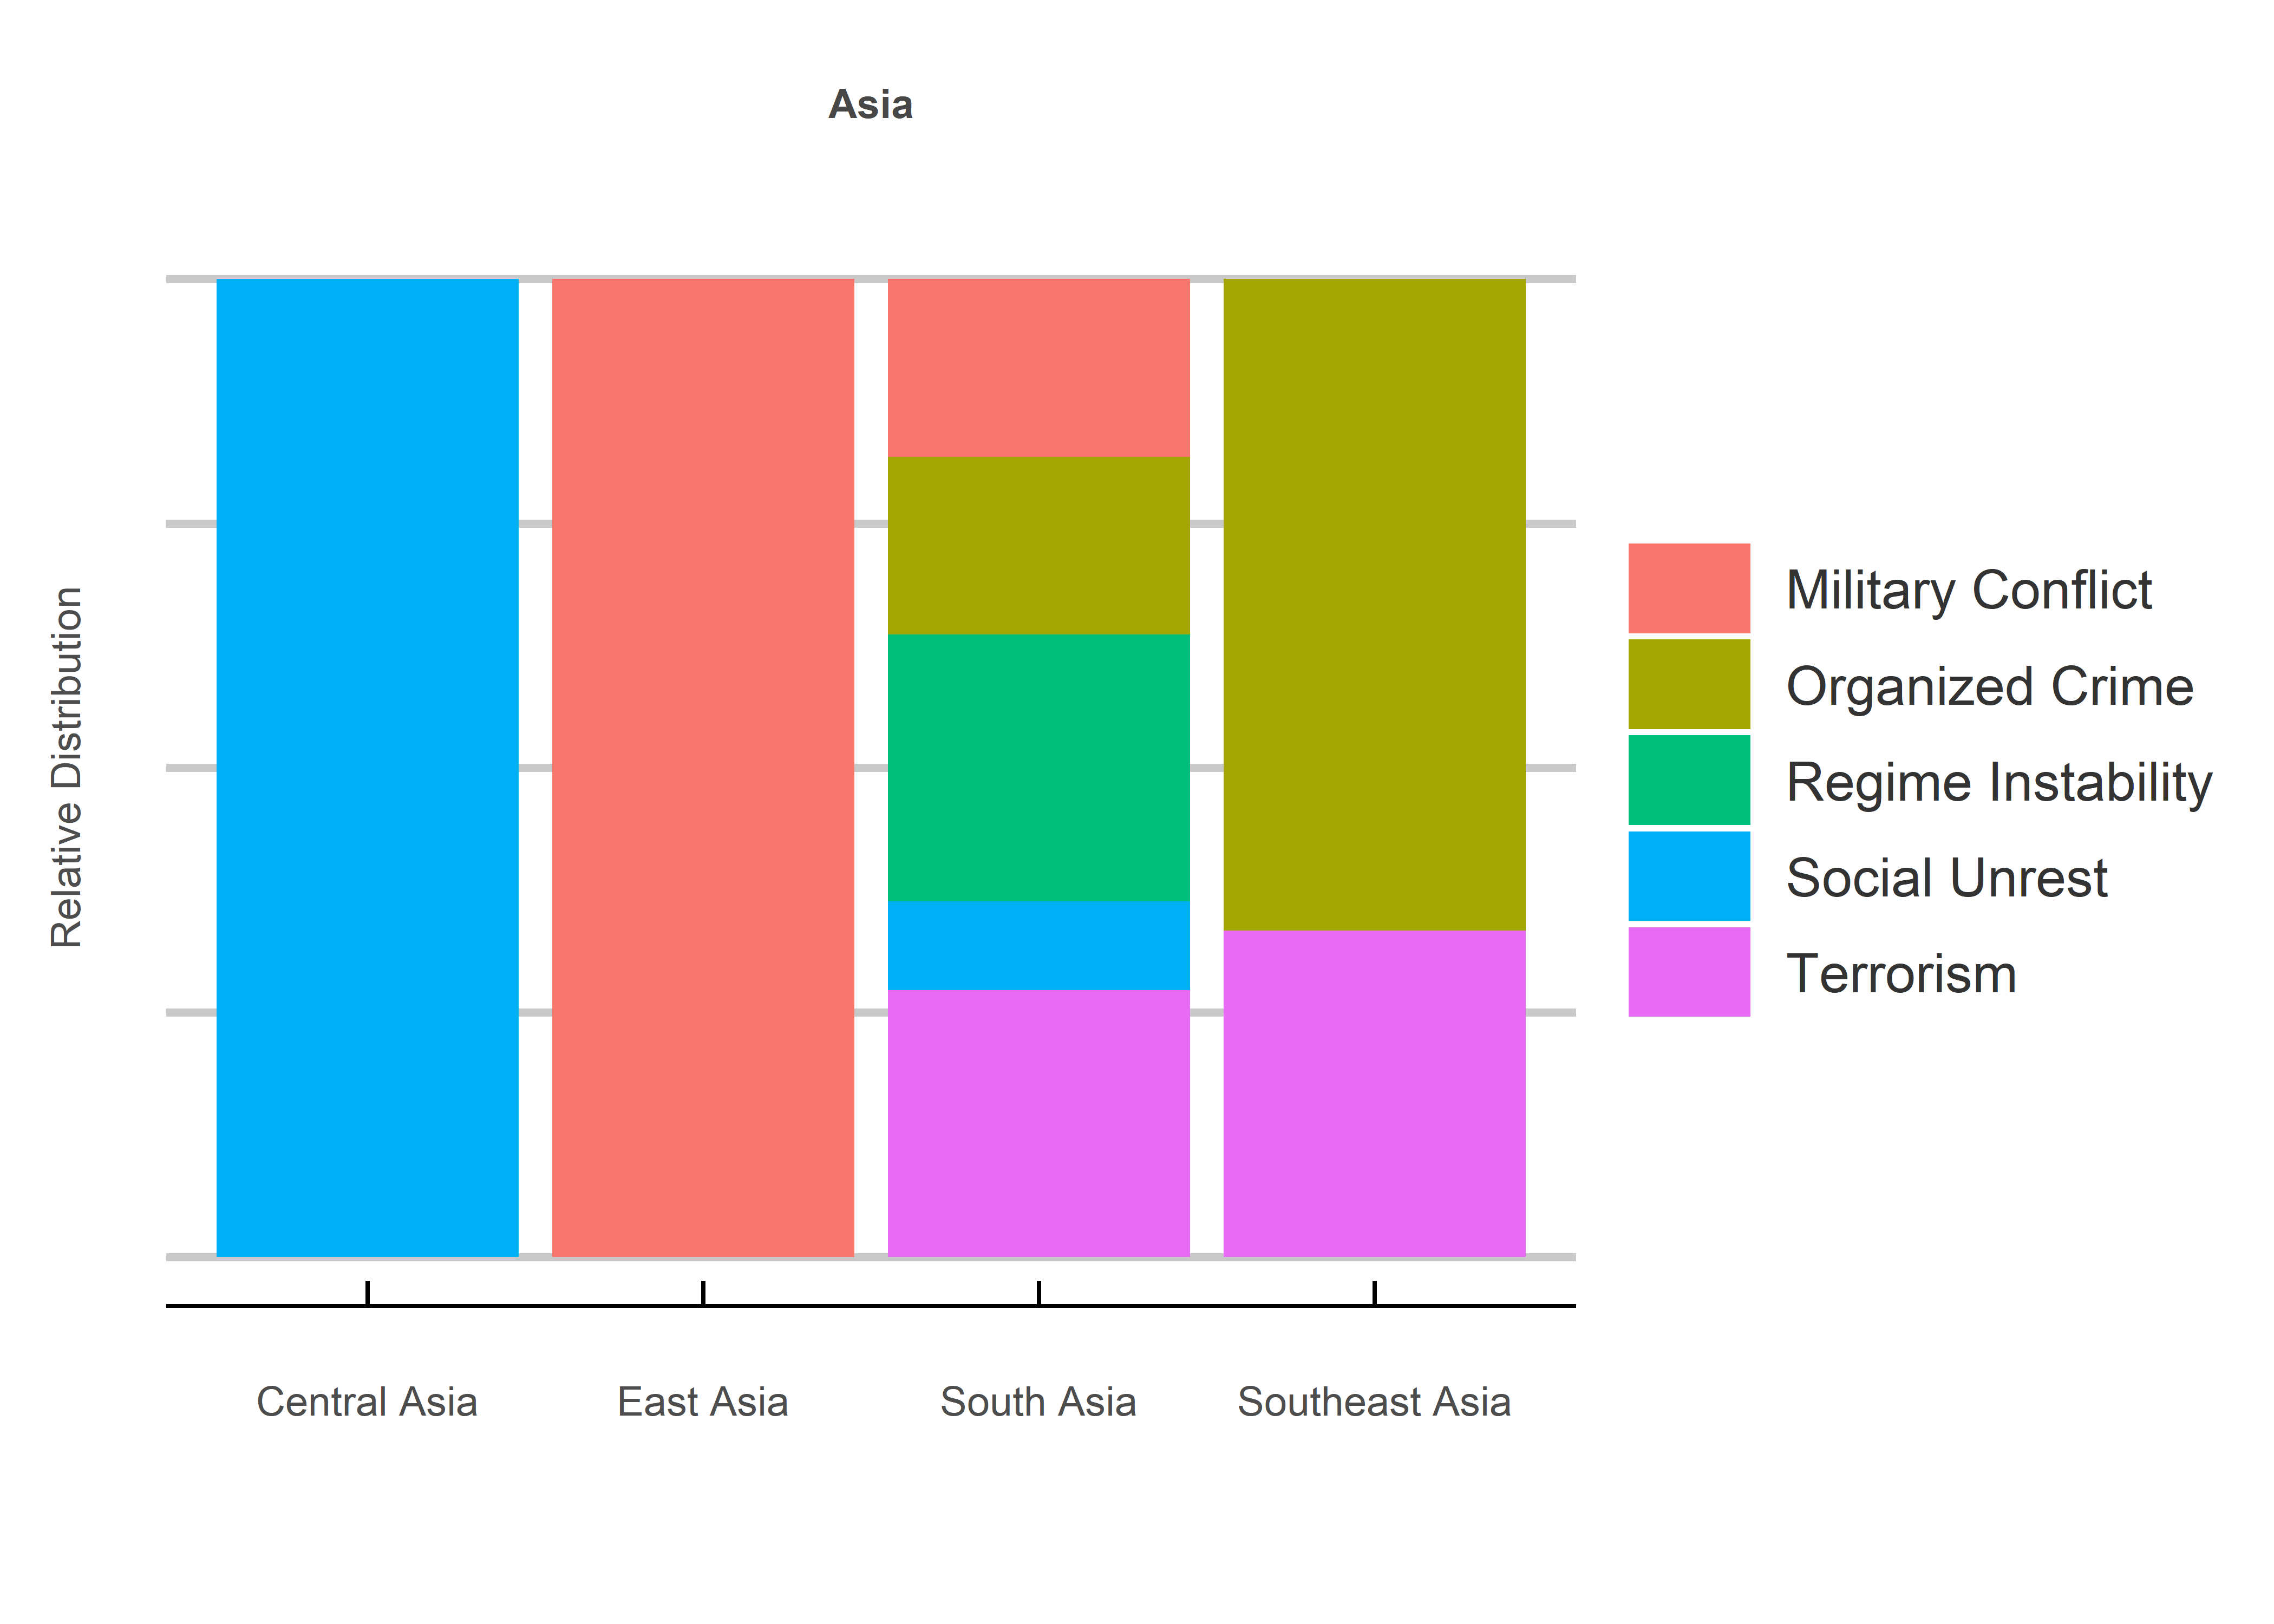 Asia
Relative Distribution
Military Conflict
Organized Crime
Regime Instability
Social Unrest
Terrorism
Central Asia
East Asia
South Asia
Southeast Asia